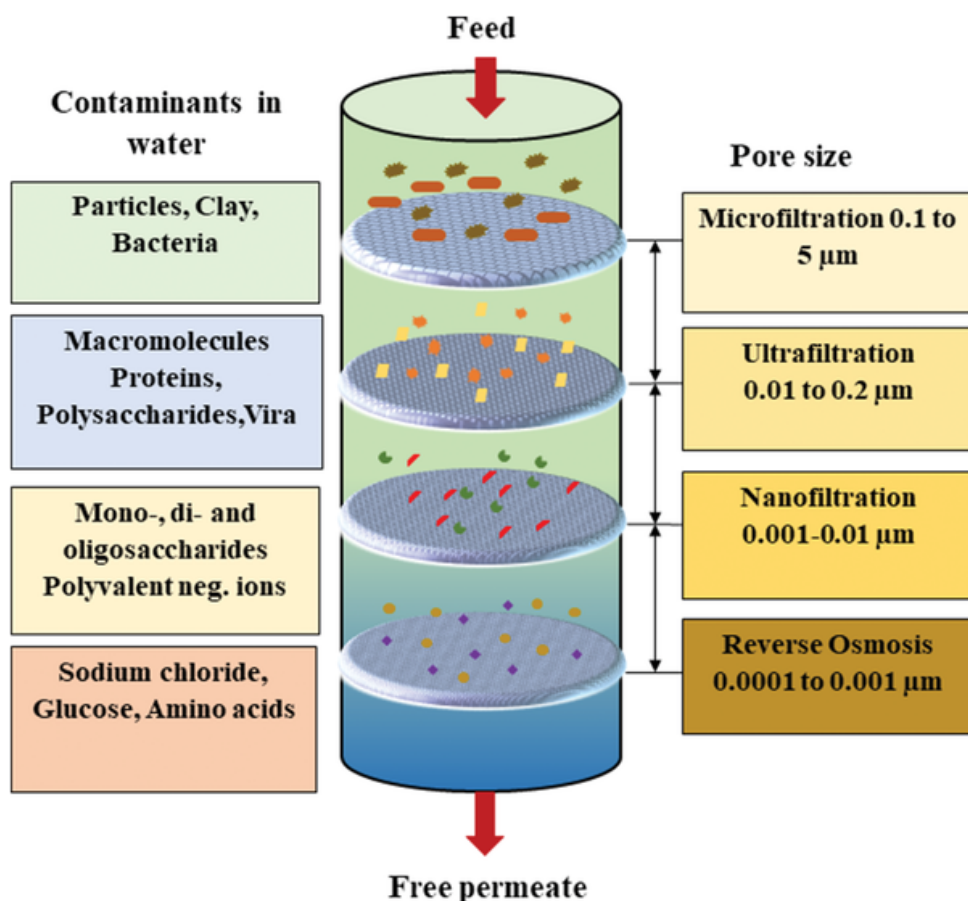 Feed
Contaminants in
water
Particles, Clay,
Bacteria
Macromolecules
Proteins,
Polysaccharides,Vira
Mono-, di- and
oligosaccharides
Polyvalent neg. ions
Sodium chloride,
Glucose, Amino acids
Pore size
Microfiltration 0.1 to
5 µm
Ultrafiltration
0.01 to 0.2 µm
Nanofiltration
0.001-0.01 µm
Reverse Osmosis
0.0001 to 0.001 µm
Free permeate